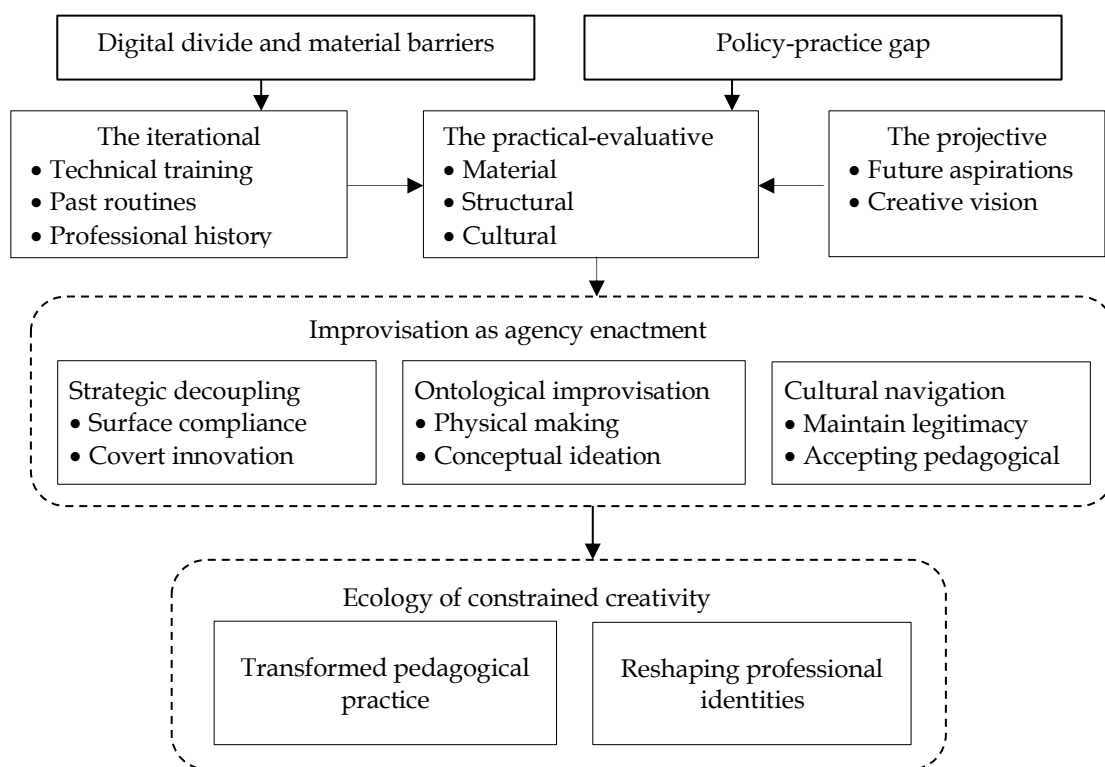 Digital divide and material barriers
Policy-practice gap
The iterational
• Technical training
• Past routines
• Professional history
The practical-evaluative
• Material
• Structural
• Cultural
The projective
• Future aspirations
• Creative vision
Improvisation as agency enactment
Strategic decoupling
• Surface compliance
• Covert innovation
Ontological improvisation
• Physical making
• Conceptual ideation
Cultural navigation
• Maintain legitimacy
• Accepting pedagogical
Ecology of constrained creativity
Transformed pedagogical
practice
Reshaping professional
identities